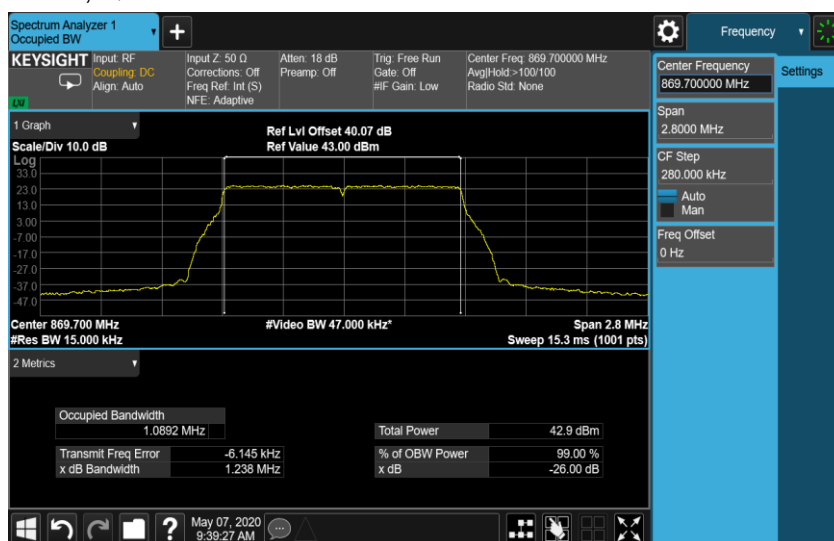 Spectrum Analyzer 1
Occupied BW
+
Frequency
KEYSIGHT
LXI
Input: RF
Coupling: DC
Align: Auto
Input Z: 50 Ω
Corrections: Off
Freq Ref: Int (S)
NFE: Adaptive
Atten: 18 dB
Preamp: Off
Trig: Free Run
Gate: Off
#IF Gain: Low
Center Freq: 869.700000 MHz
Avg|Hold:>100/100
Radio Std: None
Center Frequency
869.700000 MHz
Settings
Span
2.8000 MHz
CF Step
280.000 kHz
Auto
Man
Freq Offset
0 Hz
1 Graph
Scale/Div 10.0 dB
Ref Lvl Offset 40.07 dB
Ref Value 43.00 dBm
Log
33.0
23.0
13.0
3.00
-7.00
-17.0
-27.0
-37.0
-47.0
Center 869.700 MHz
#Res BW 15.000 kHz
#Video BW 47.000 kHz*
Span 2.8 MHz
Sweep 15.3 ms (1001 pts)
2 Metrics
Occupied Bandwidth
1.0892 MHz
Total Power 42.9 dBm
Transmit Freq Error -6.145 kHz
% of OBW Power 99.00 %
x dB Bandwidth 1.238 MHz
x dB -26.00 dB
?
May 07, 2020
9:39:27 AM